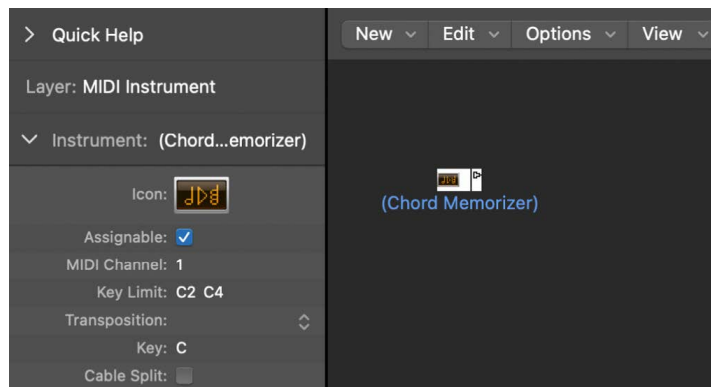 Quick Help
Layer: MIDI Instrument
Instrument: (Chord...emorizer)
Icon:
Assignable:
MIDI Channel: 1
Key Limit: C2 C4
Transposition:
Key: C
Cable Split:
New Edit Options View
(Chord Memorizer)